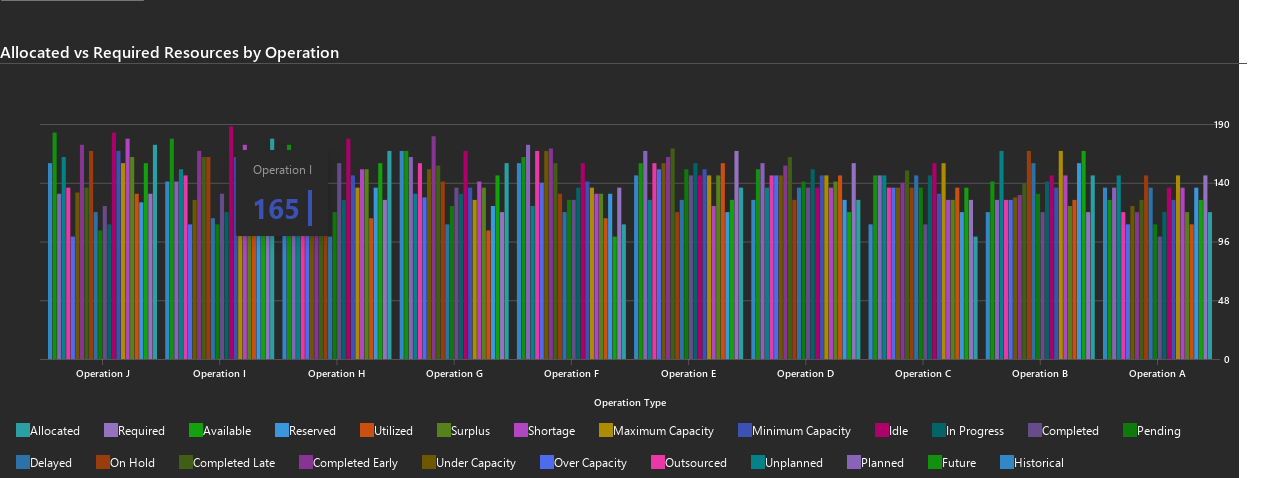 Allocated vs Required Resources by Operation
190
140
96
48
0
Operation I
165
Operation J Operation I Operation H Operation G Operation F Operation E Operation D Operation C Operation B Operation A
Operation Type
Allocated Required Available Reserved Utilized Surplus Shortage Maximum Capacity Minimum Capacity Idle In Progress Completed Pending
Delayed On Hold Completed Late Completed Early Under Capacity Over Capacity Outsourced Unplanned Planned Future Historical